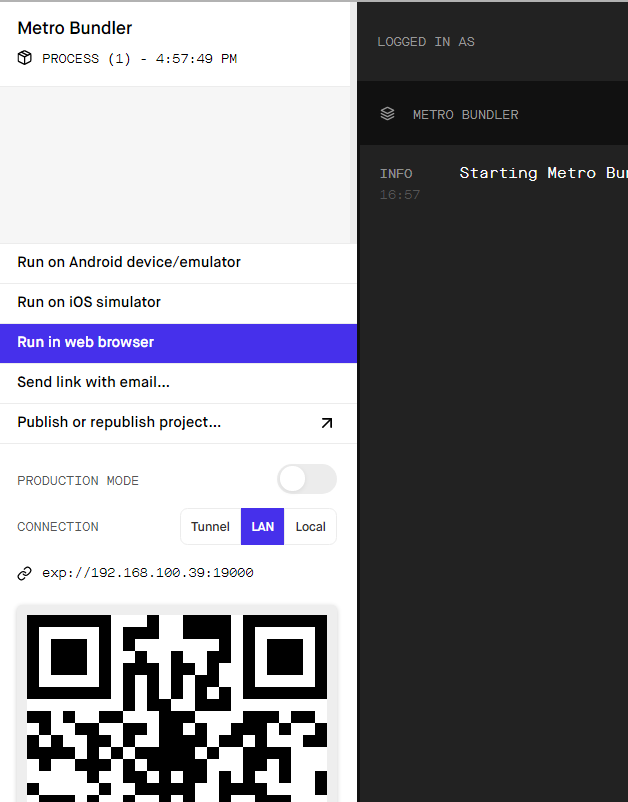 Metro Bundler
PROCESS (1) - 4:57:49 PM
Run on Android device/emulator
Run on iOS simulator
Run in web browser
Send link with email…
Publish or republish project…
PRODUCTION MODE
CONNECTION Tunnel LAN Local
exp://192.168.100.39:19000
LOGGED IN AS
METRO BUNDLER
INFO Starting Metro Bun
16:57